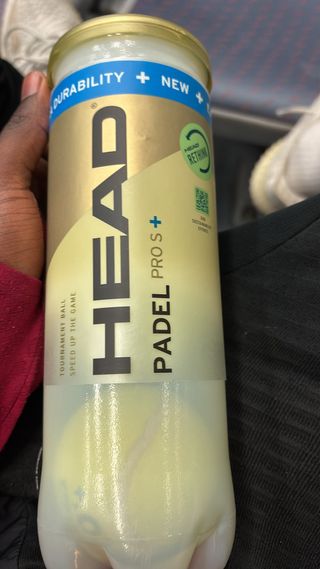 DURABILITY + NEW +
HEAD®
PADEL PRO S+
TOURNAMENT BALL
SPEED UP THE GAME
HEAD
RETHINK